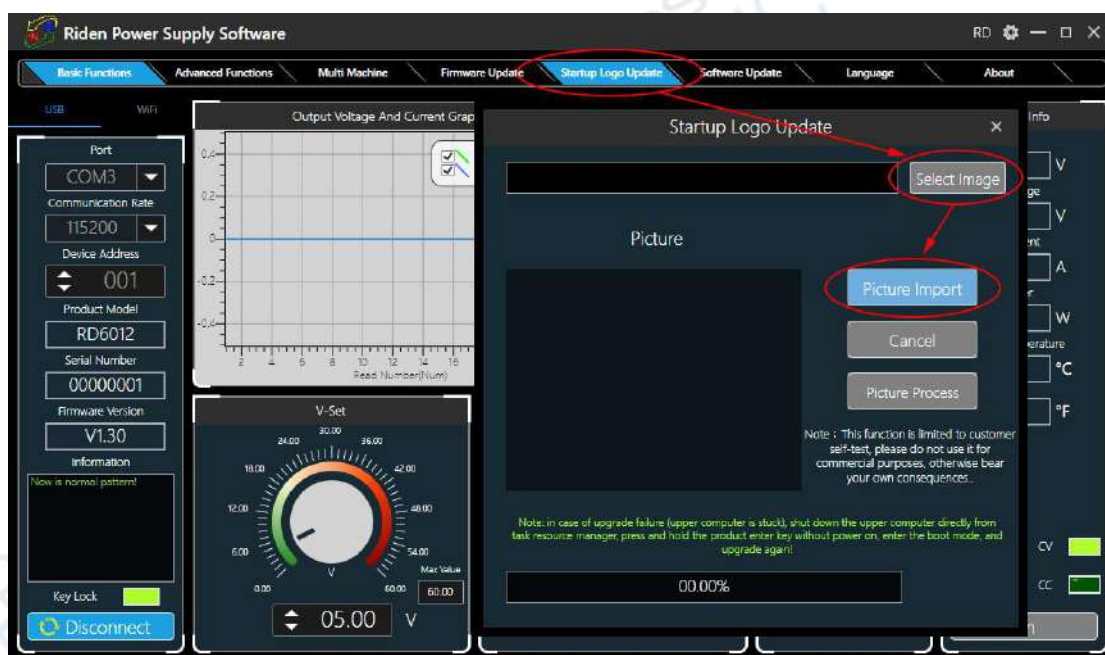 Riden Power Supply Software
RD
Basic Functions
Advanced Functions
Multi Machine
Firmware Update
Startup Logo Update
Software Update
Language
About
USB
WiFi
Port
COM3
Communication Rate
115200
Device Address
001
Product Model
RD6012
Serial Number
00000001
Firmware Version
V1.30
Information
Now is normal pattern!
Key Lock
Disconnect
Output Voltage And Current Grap
0.4
0.2
0
-0.2
-0.4
2 4 6 8 10 12 14 16
Read Number(Num)
V-Set
0.00
6.00
12.00
18.00
24.00
30.00
36.00
42.00
48.00
54.00
60.00
V
Max Value
60.00
05.00 V
Startup Logo Update
Select Image
Picture
Picture Import
Cancel
Picture Process
Note : This function is limited to customer
self-test, please do not use it for
commercial purposes, otherwise bear
your own consequences..
Note: in case of upgrade failure (upper computer is stuck), shut down the upper computer directly from
task resource manager, press and hold the product enter key without power on, enter the boot mode, and
upgrade again!
00.00%
Info
V
ge
V
ent
A
er
W
perature
°C
°F
CV
CC
n